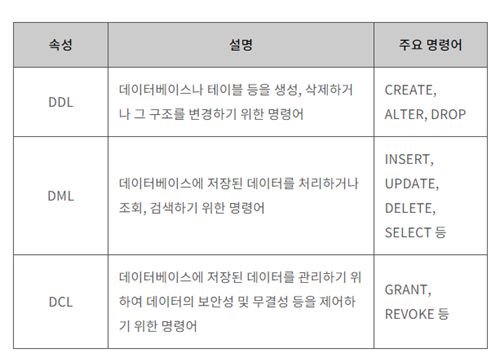 속성 설명 주요 명령어
DDL
데이터베이스나 테이블 등을 생성, 삭제하거
나 그 구조를 변경하기 위한 명령어
CREATE,
ALTER, DROP
DML
데이터베이스에 저장된 데이터를 처리하거나
조회, 검색하기 위한 명령어
INSERT,
UPDATE,
DELETE,
SELECT 등
DCL
데이터베이스에 저장된 데이터를 관리하기 위
하여 데이터의 보안성 및 무결성 등을 제어하
기 위한 명령어
GRANT,
REVOKE 등